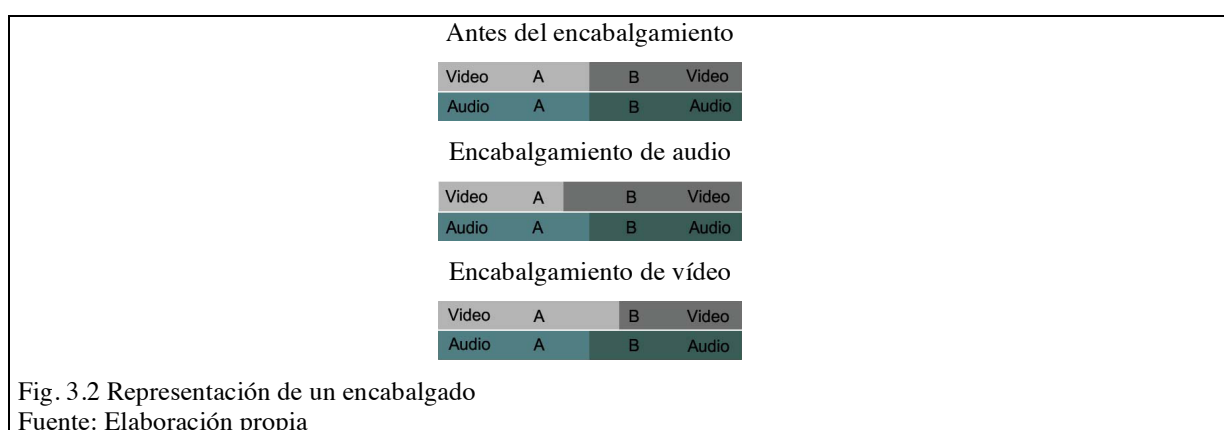 Antes del encabalgamiento
Video A B Video
Audio A B Audio
Encabalgamiento de audio
Video A B Video
Audio A B Audio
Encabalgamiento de vídeo
Video A B Video
Audio A B Audio
Fig. 3.2 Representación de un encabalgado
Fuente: Elaboración propia